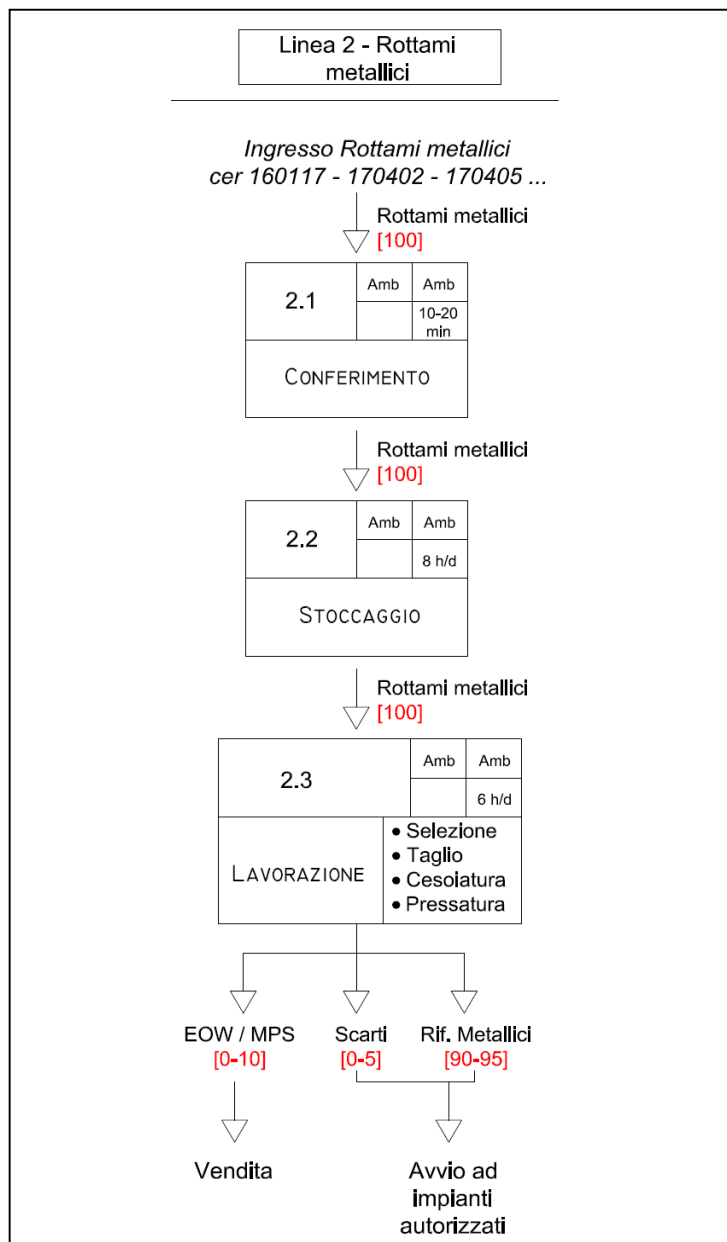 Linea 2 - Rottami
metallici
Ingresso Rottami metallici
cer 160117 - 170402 - 170405 ...
Rottami metallici
[100]
2.1
Amb
Amb
10-20
min
CONFERIMENTO
Rottami metallici
[100]
2.2
Amb
Amb
8 h/d
STOCCAGGIO
Rottami metallici
[100]
2.3
Amb
Amb
6 h/d
LAVORAZIONE
• Selezione
• Taglio
• Cesoiatura
• Pressatura
EOW / MPS
[0-10]
Scarti
[0-5]
Rif. Metallici
[90-95]
Vendita
Avvio ad
impianti
autorizzati